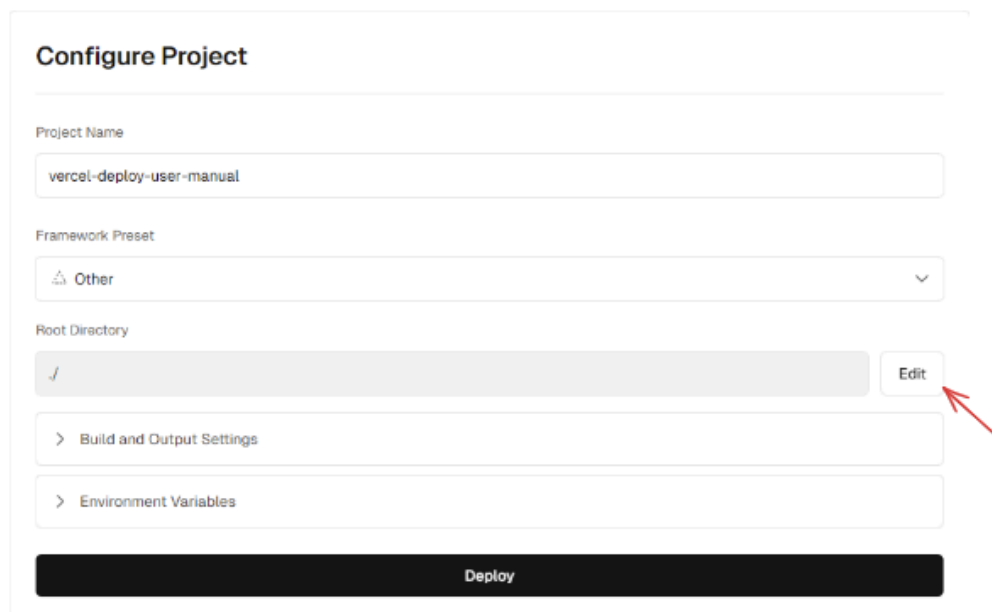 Configure Project
Project Name
vercel-deploy-user-manual
Framework Preset
Other
Root Directory
./
Edit
Build and Output Settings
Environment Variables
Deploy